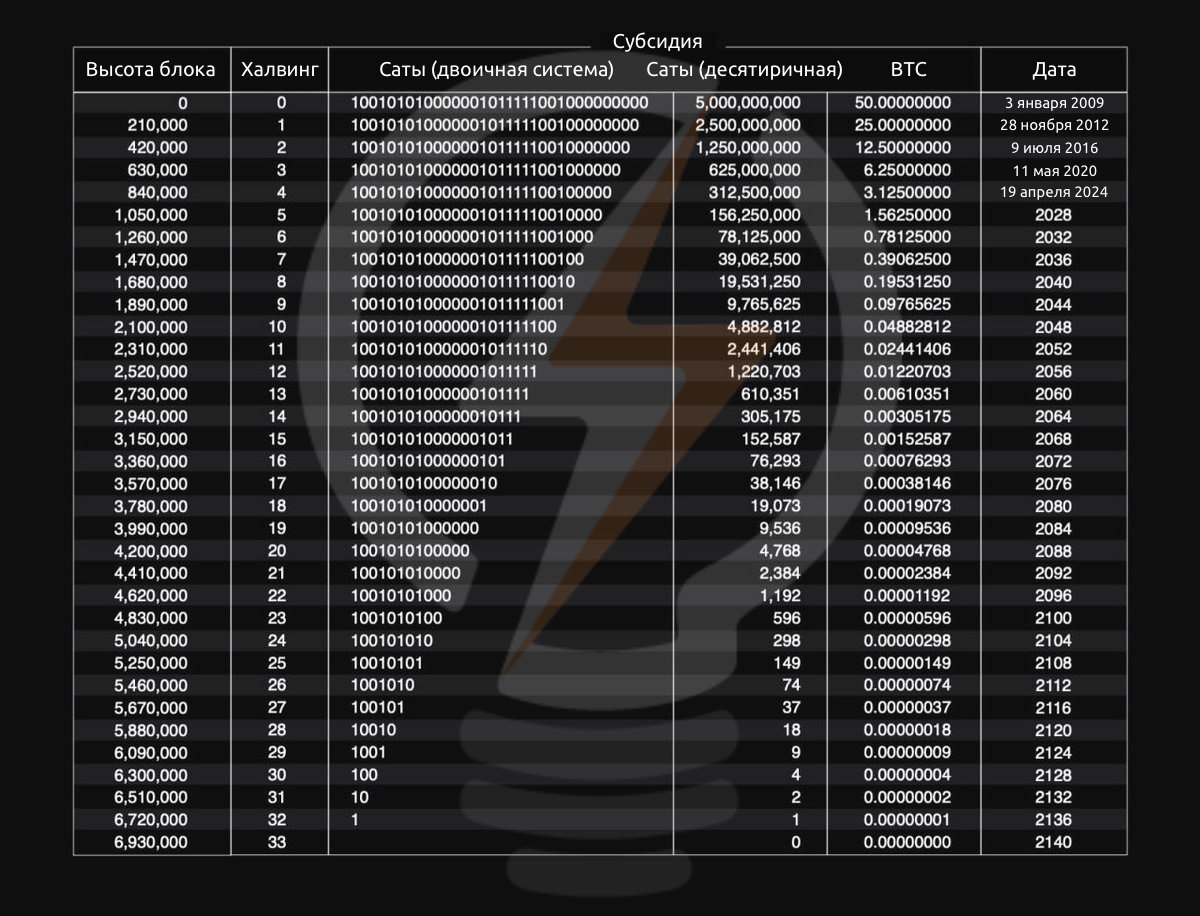 Субсидия
Высота блока Халвинг Саты (двоичная система) Саты (десятиричная) BTC Дата
0 0 100101010000001011111001000000000 5,000,000,000 50.00000000 3 января 2009
210,000 1 10010101000000101111100100000000 2,500,000,000 25.00000000 28 ноября 2012
420,000 2 1001010100000010111110010000000 1,250,000,000 12.50000000 9 июля 2016
630,000 3 100101010000001011111001000000 625,000,000 6.25000000 11 мая 2020
840,000 4 10010101000000101111100100000 312,500,000 3.12500000 19 апреля 2024
1,050,000 5 1001010100000010111110010000 156,250,000 1.56250000 2028
1,260,000 6 100101010000001011111001000 78,125,000 0.78125000 2032
1,470,000 7 10010101000000101111100100 39,062,500 0.39062500 2036
1,680,000 8 1001010100000010111110010 19,531,250 0.19531250 2040
1,890,000 9 100101010000001011111001 9,765,625 0.09765625 2044
2,100,000 10 10010101000000101111100 4,882,812 0.04882812 2048
2,310,000 11 1001010100000010111110 2,441,406 0.02441406 2052
2,520,000 12 100101010000001011111 1,220,703 0.01220703 2056
2,730,000 13 10010101000000101111 610,351 0.00610351 2060
2,940,000 14 1001010100000010111 305,175 0.00305175 2064
3,150,000 15 100101010000001011 152,587 0.00152587 2068
3,360,000 16 10010101000000101 76,293 0.00076293 2072
3,570,000 17 1001010100000010 38,146 0.00038146 2076
3,780,000 18 100101010000001 19,073 0.00019073 2080
3,990,000 19 10010101000000 9,536 0.00009536 2084
4,200,000 20 1001010100000 4,768 0.00004768 2088
4,410,000 21 100101010000 2,384 0.00002384 2092
4,620,000 22 10010101000 1,192 0.00001192 2096
4,830,000 23 1001010100 596 0.00000596 2100
5,040,000 24 100101010 298 0.00000298 2104
5,250,000 25 10010101 149 0.00000149 2108
5,460,000 26 1001010 74 0.00000074 2112
5,670,000 27 100101 37 0.00000037 2116
5,880,000 28 10010 18 0.00000018 2120
6,090,000 29 1001 9 0.00000009 2124
6,300,000 30 100 4 0.00000004 2128
6,510,000 31 10 2 0.00000002 2132
6,720,000 32 1 1 0.00000001 2136
6,930,000 33 0 0.00000000 2140